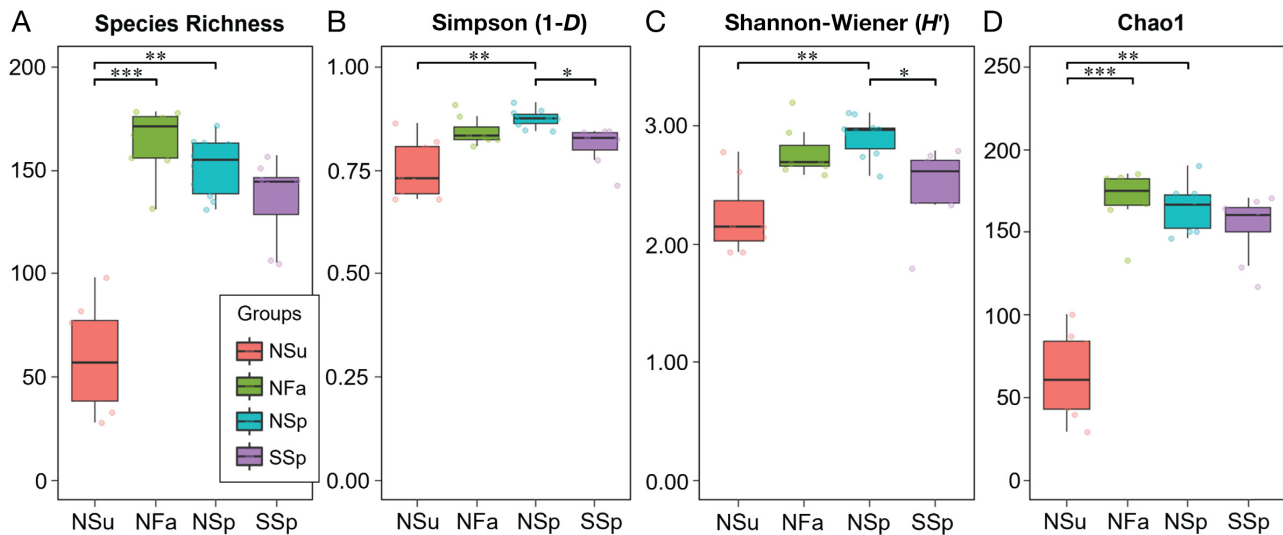 A Species Richness
200
150
100
50
0
**
***
Groups
NSu
NFa
NSp
SSp
NSu NFa NSp SSp
B Simpson (1-D)
1.00
0.75
0.50
0.25
0.00
**
*
NSu NFa NSp SSp
C Shannon-Wiener (H′)
3.00
2.00
1.00
0.00
**
*
NSu NFa NSp SSp
D Chao1
250
200
150
100
50
0
**
***
NSu NFa NSp SSp